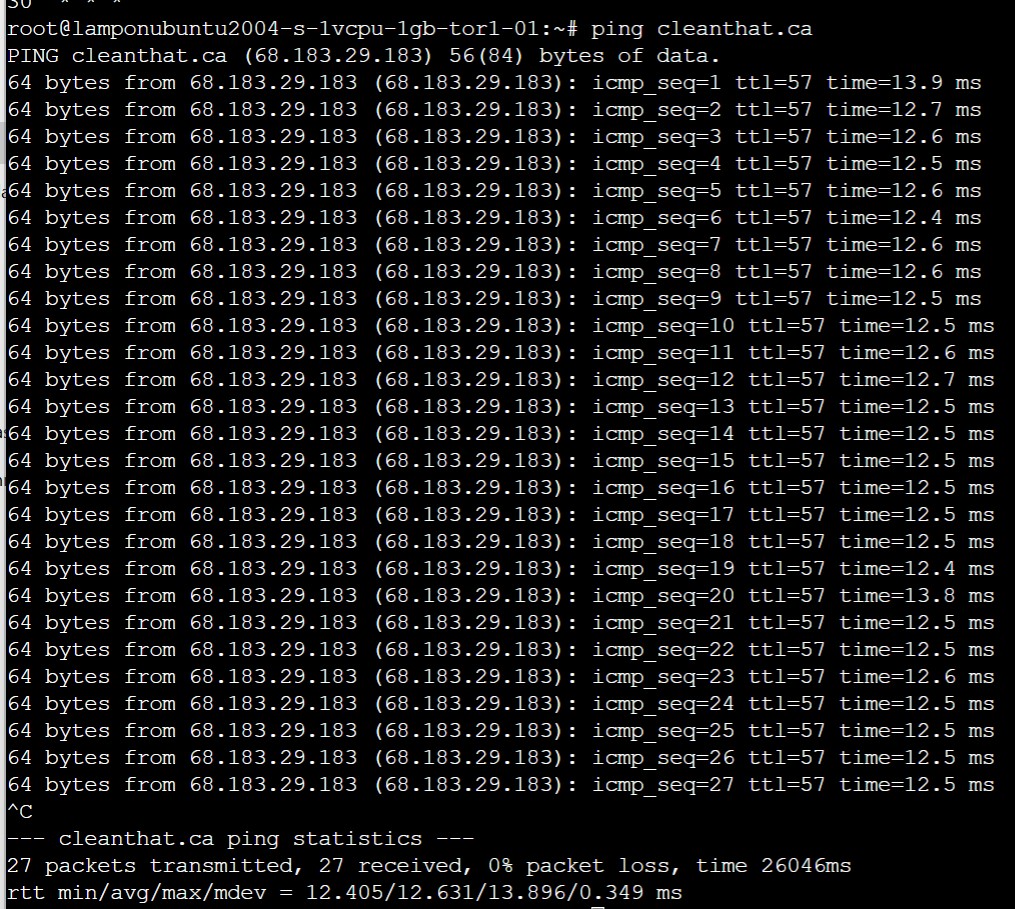 30 * * *
root@lamponubuntu2004-s-1vcpu-1gb-tor1-01:~# ping cleanthat.ca
PING cleanthat.ca (68.183.29.183) 56(84) bytes of data.
64 bytes from 68.183.29.183 (68.183.29.183): icmp_seq=1 ttl=57 time=13.9 ms
64 bytes from 68.183.29.183 (68.183.29.183): icmp_seq=2 ttl=57 time=12.7 ms
64 bytes from 68.183.29.183 (68.183.29.183): icmp_seq=3 ttl=57 time=12.6 ms
64 bytes from 68.183.29.183 (68.183.29.183): icmp_seq=4 ttl=57 time=12.5 ms
64 bytes from 68.183.29.183 (68.183.29.183): icmp_seq=5 ttl=57 time=12.6 ms
64 bytes from 68.183.29.183 (68.183.29.183): icmp_seq=6 ttl=57 time=12.4 ms
64 bytes from 68.183.29.183 (68.183.29.183): icmp_seq=7 ttl=57 time=12.6 ms
64 bytes from 68.183.29.183 (68.183.29.183): icmp_seq=8 ttl=57 time=12.6 ms
64 bytes from 68.183.29.183 (68.183.29.183): icmp_seq=9 ttl=57 time=12.5 ms
64 bytes from 68.183.29.183 (68.183.29.183): icmp_seq=10 ttl=57 time=12.5 ms
64 bytes from 68.183.29.183 (68.183.29.183): icmp_seq=11 ttl=57 time=12.6 ms
64 bytes from 68.183.29.183 (68.183.29.183): icmp_seq=12 ttl=57 time=12.7 ms
64 bytes from 68.183.29.183 (68.183.29.183): icmp_seq=13 ttl=57 time=12.5 ms
64 bytes from 68.183.29.183 (68.183.29.183): icmp_seq=14 ttl=57 time=12.5 ms
64 bytes from 68.183.29.183 (68.183.29.183): icmp_seq=15 ttl=57 time=12.5 ms
64 bytes from 68.183.29.183 (68.183.29.183): icmp_seq=16 ttl=57 time=12.5 ms
64 bytes from 68.183.29.183 (68.183.29.183): icmp_seq=17 ttl=57 time=12.5 ms
64 bytes from 68.183.29.183 (68.183.29.183): icmp_seq=18 ttl=57 time=12.5 ms
64 bytes from 68.183.29.183 (68.183.29.183): icmp_seq=19 ttl=57 time=12.4 ms
64 bytes from 68.183.29.183 (68.183.29.183): icmp_seq=20 ttl=57 time=13.8 ms
64 bytes from 68.183.29.183 (68.183.29.183): icmp_seq=21 ttl=57 time=12.5 ms
64 bytes from 68.183.29.183 (68.183.29.183): icmp_seq=22 ttl=57 time=12.5 ms
64 bytes from 68.183.29.183 (68.183.29.183): icmp_seq=23 ttl=57 time=12.6 ms
64 bytes from 68.183.29.183 (68.183.29.183): icmp_seq=24 ttl=57 time=12.5 ms
64 bytes from 68.183.29.183 (68.183.29.183): icmp_seq=25 ttl=57 time=12.5 ms
64 bytes from 68.183.29.183 (68.183.29.183): icmp_seq=26 ttl=57 time=12.5 ms
64 bytes from 68.183.29.183 (68.183.29.183): icmp_seq=27 ttl=57 time=12.5 ms
^C
--- cleanthat.ca ping statistics ---
27 packets transmitted, 27 received, 0% packet loss, time 26046ms
rtt min/avg/max/mdev = 12.405/12.631/13.896/0.349 ms